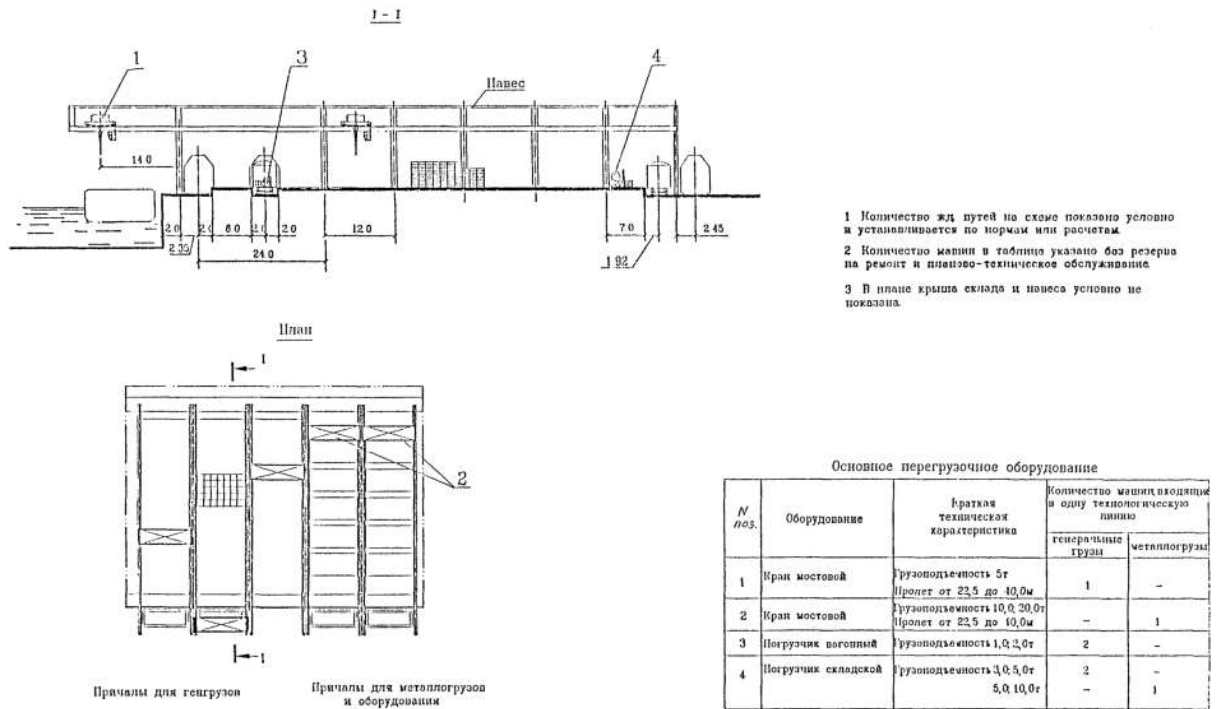 1 - 1
1
3
4
Навес
14.0
2.0
2.35
2.0
6.0
2.0
2.0
24.0
12.0
7.0
1.92
2.45
1 Количество жд. путей на схеме показано условно
и устанавливается по нормам или расчетам.
2 Количество машин в таблице указано без резерва
на ремонт и планово-техническое обслуживание.
3 В плане крыша склада и навеса условно не
показана.
План
1
2
1
Причалы для генгрузов
Причалы для металлогрузов
и оборудования
Основное перегрузочное оборудование
N поз.
Оборудование
Краткая техническая характеристика
Количество машин, входящие
в одну технологическую
линию
генеральные грузы
металлогрузы
1 Кран мостовой Грузоподъемность 5т 1 -
Пролет от 22,5 до 40,0м
2 Кран мостовой Грузоподъемность 10,0; 20,0т - 1
Пролет от 22,5 до 40,0м
3 Погрузчик вагонный Грузоподъемность 1,0; 2,0т 2 -
4 Погрузчик складской Грузоподъемность 3,0; 5,0т 2 -
5,0; 10,0т - 1